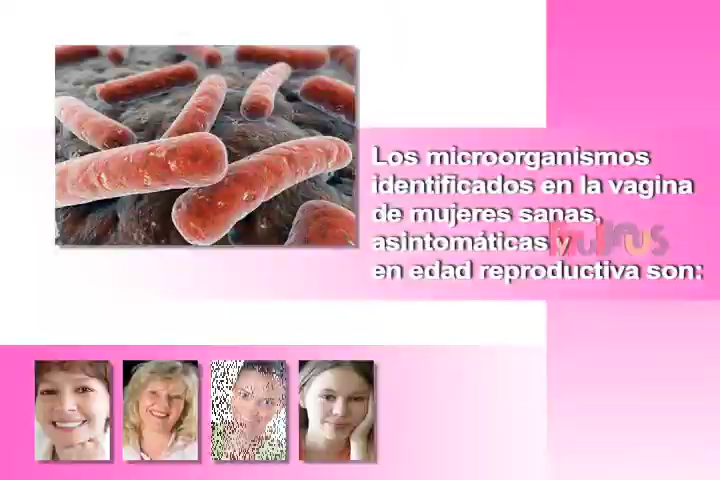 Los microorganismos
identificados en la vagina
de mujeres sanas,
asintomáticas y
en edad reproductiva son: